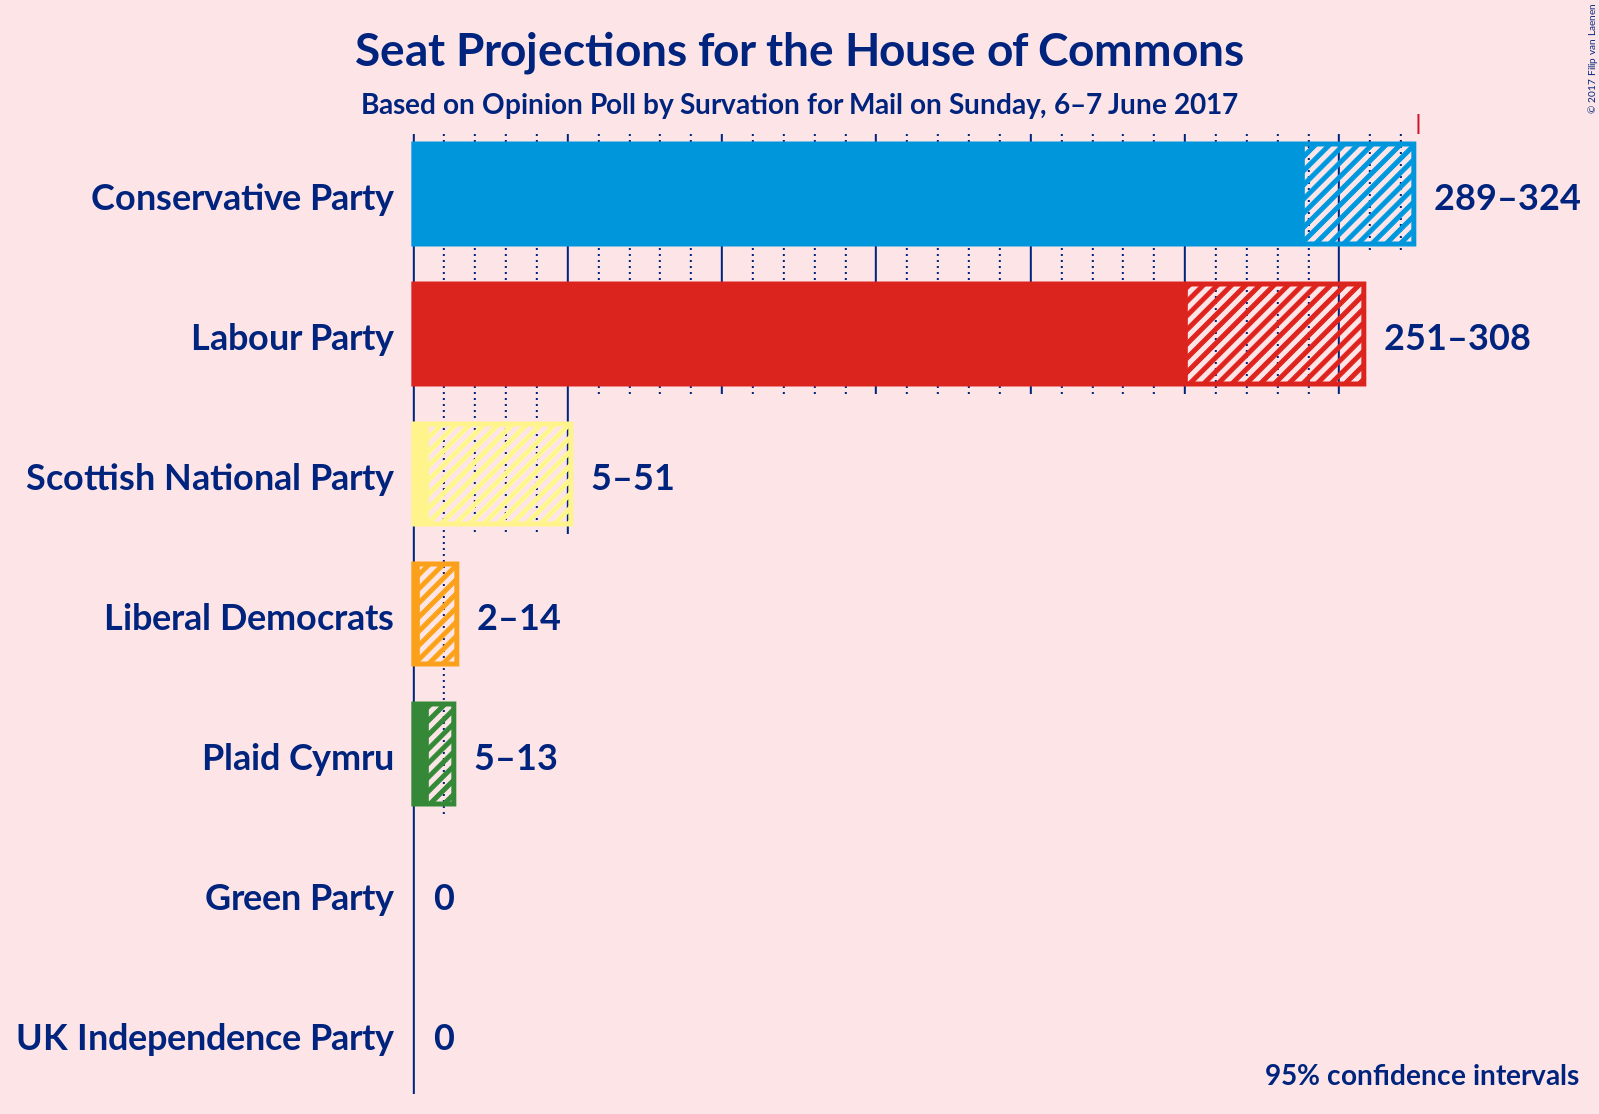 Seat Projections for the House of Commons
Based on Opinion Poll by Survation for Mail on Sunday, 6–7 June 2017
© 2017 Filip van Laenen
Conservative Party 289–324
Labour Party 251–308
Scottish National Party 5–51
Liberal Democrats 2–14
Plaid Cymru 5–13
Green Party 0
UK Independence Party 0
95% confidence intervals